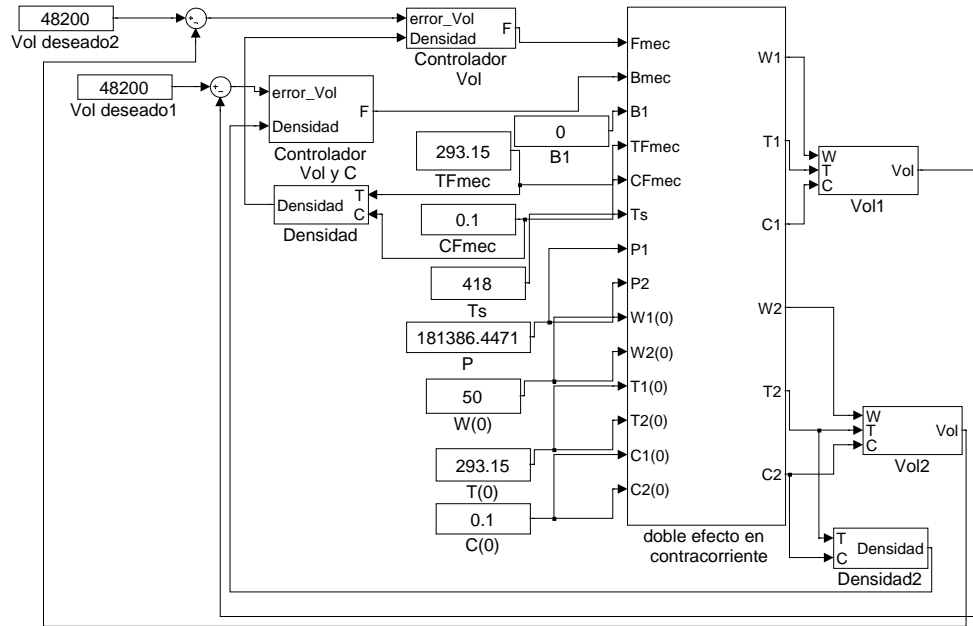 48200
Vol deseado2
+
-
error_Vol
Densidad
F
Controlador
Vol
48200
Vol deseado1
+
-
error_Vol
Densidad
F
Controlador
Vol y C
293.15
TFmec
0
B1
Densidad
T
C
Densidad
0.1
CFmec
418
Ts
181386.4471
P
50
W(0)
293.15
T(0)
0.1
C(0)
Fmec
Bmec
B1
TFmec
CFmec
Ts
P1
P2
W1(0)
W2(0)
T1(0)
T2(0)
C1(0)
C2(0)
W1
T1
C1
W2
T2
C2
doble efecto en
contracorriente
W
T
C
Vol
Vol1
W
T
C
Vol
Vol2
T
C
Densidad
Densidad2